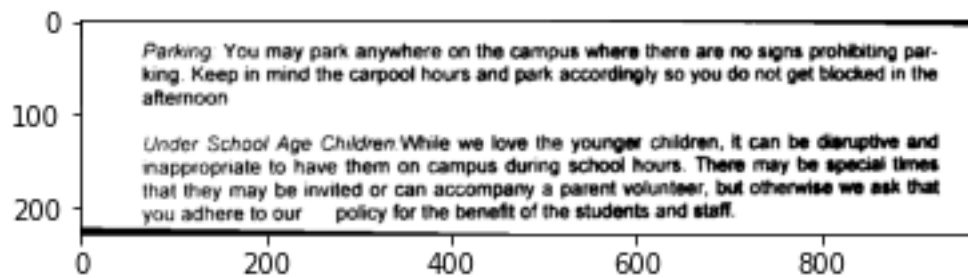 0
Parking: You may park anywhere on the campus where there are no signs prohibiting par-
king. Keep in mind the carpool hours and park accordingly so you do not get blocked in the
afternoon
100
Under School Age Children. While we love the younger children, it can be disruptive and
inappropriate to have them on campus during school hours. There may be special times
that they may be invited or can accompany a parent volunteer, but otherwise we ask that
200
you adhere to our policy for the benefit of the students and staff.
0 200 400 600 800